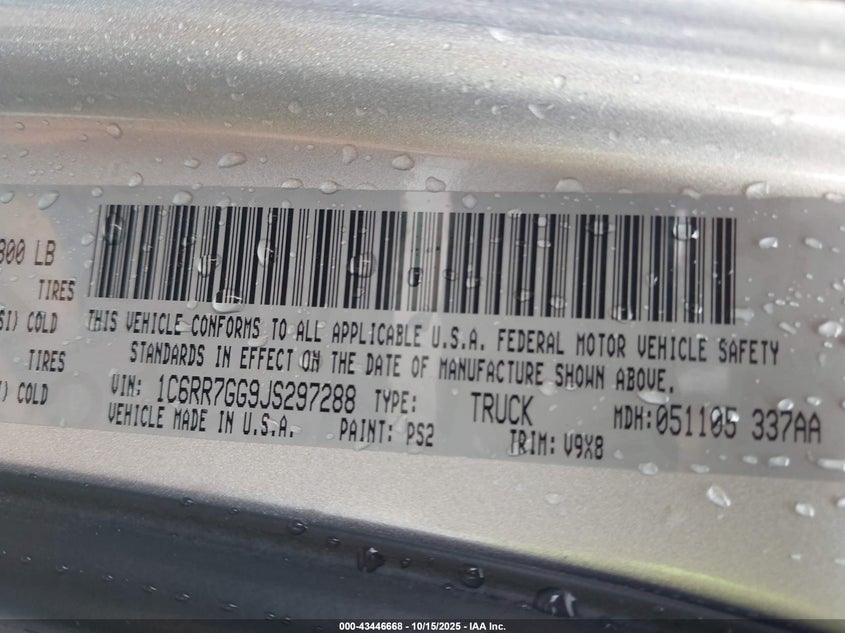 800 LB
TIRES
SI) COLD
TIRES
) COLD
THIS VEHICLE CONFORMS TO ALL APPLICABLE U.S.A. FEDERAL MOTOR VEHICLE SAFETY
STANDARDS IN EFFECT ON THE DATE OF MANUFACTURE SHOWN ABOVE.
VIN: 1C6RR7GG9JS297288 TYPE: TRUCK MDH:051105 337AA
VEHICLE MADE IN U.S.A. PAINT: PS2 TRIM: V9X8
000-43446668 - 10/15/2025 - IAA Inc.